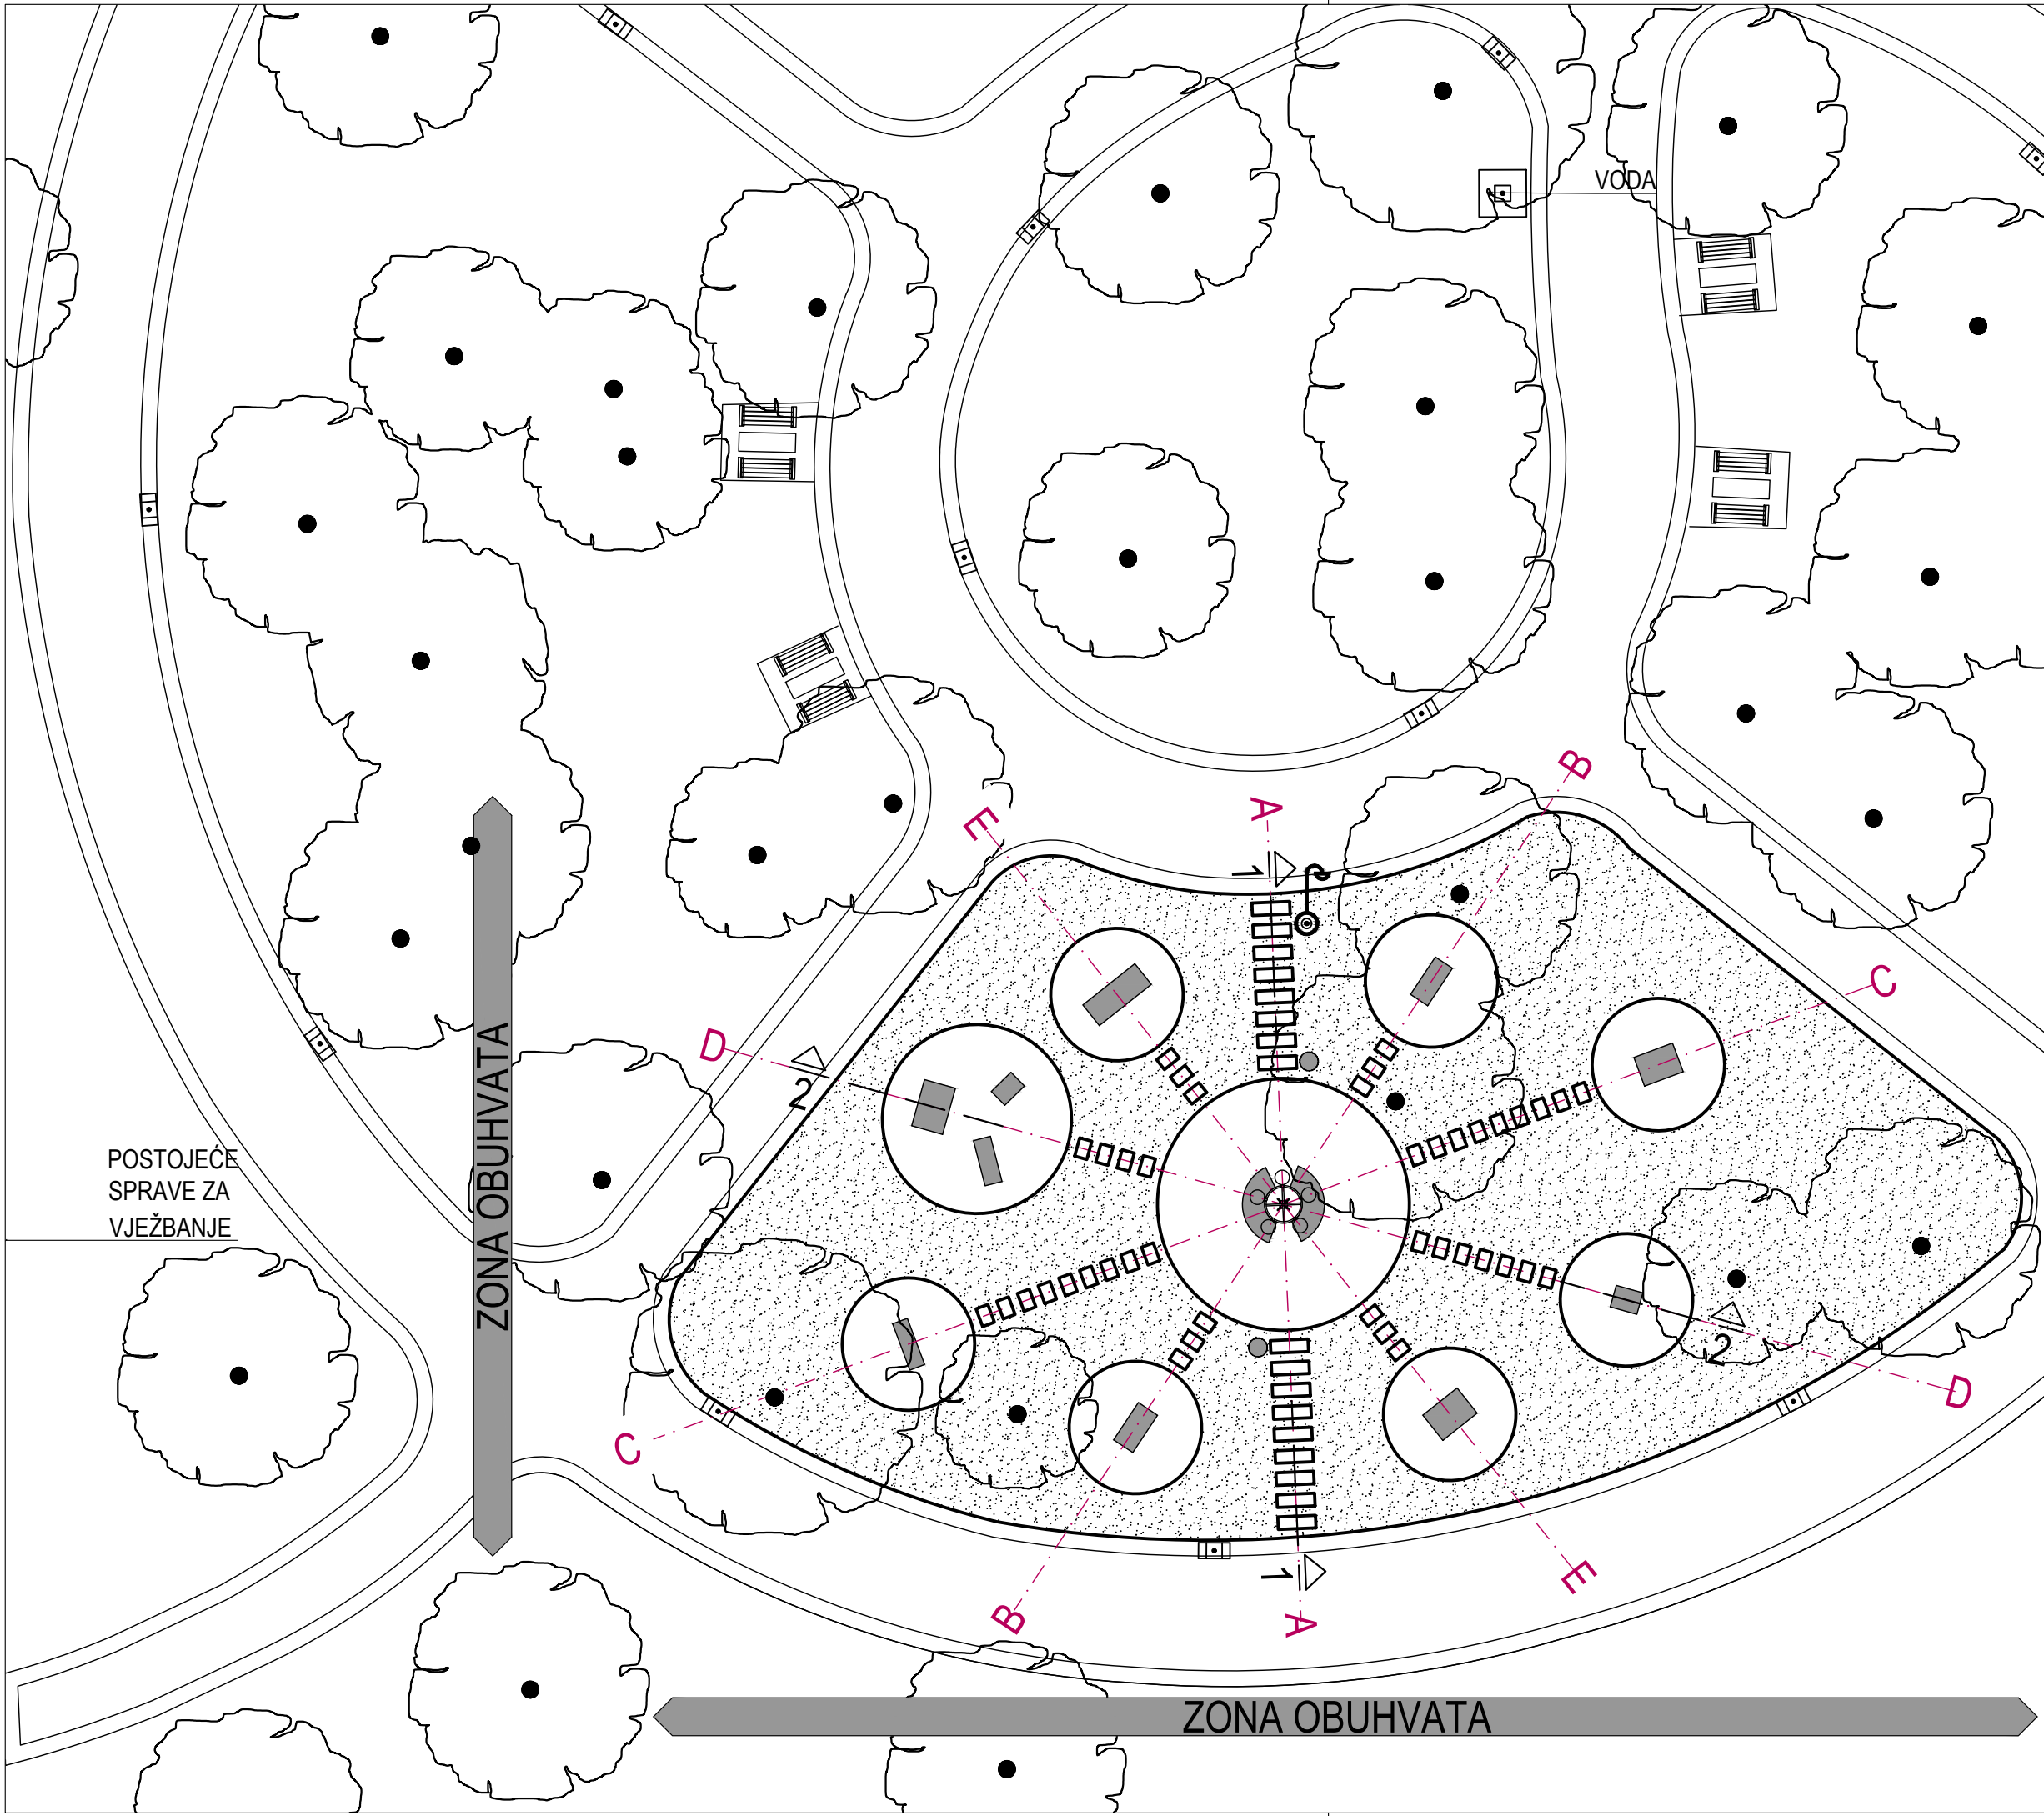 VODA
B
A
E
1
C
D
2
ZONA OBUHVATA
POSTOJEĆE
SPRAVE ZA
VJEŽBANJE
2
D
C
1
E
B
A
ZONA OBUHVATA